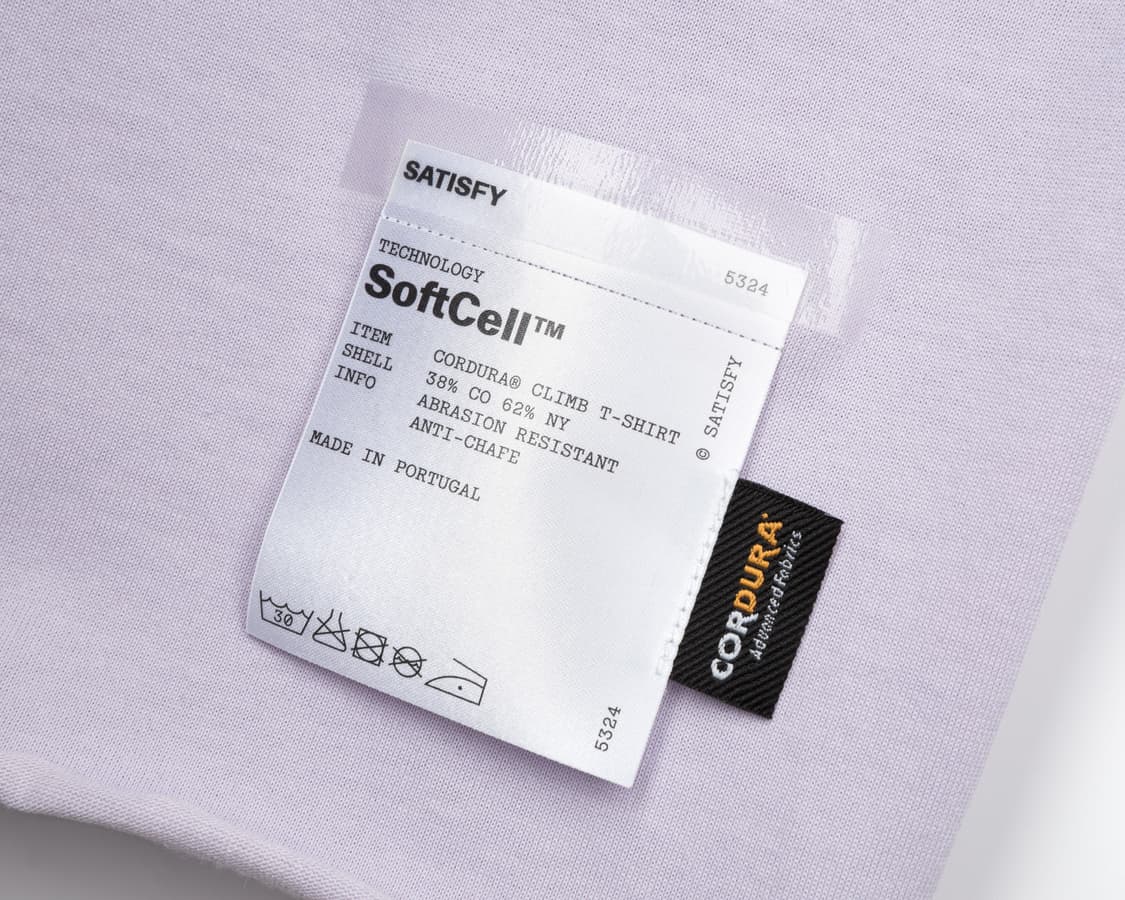 SATISFY
5324
TECHNOLOGY
SoftCell™
ITEM CORDURA® CLIMB T-SHIRT
SHELL 38% CO 62% NY
INFO ABRASION RESISTANT
ANTI-CHAFE
MADE IN PORTUGAL
© SATISFY
30
5324
CORDURA®
Advanced Fabrics